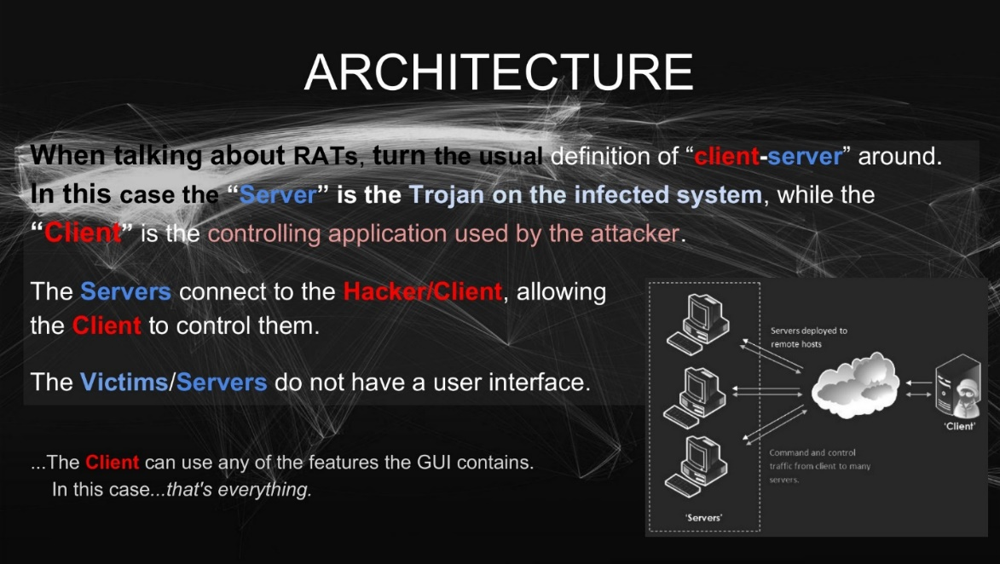 ARCHITECTURE
When talking about RATs, turn the usual definition of “client-server” around.
In this case the “Server” is the Trojan on the infected system, while the
“Client” is the controlling application used by the attacker.
The Servers connect to the Hacker/Client, allowing
the Client to control them.
The Victims/Servers do not have a user interface.
...The Client can use any of the features the GUI contains.
In this case...that's everything.
Servers deployed to
remote hosts
'Client'
Command and control
traffic from client to many
servers.
'Servers'